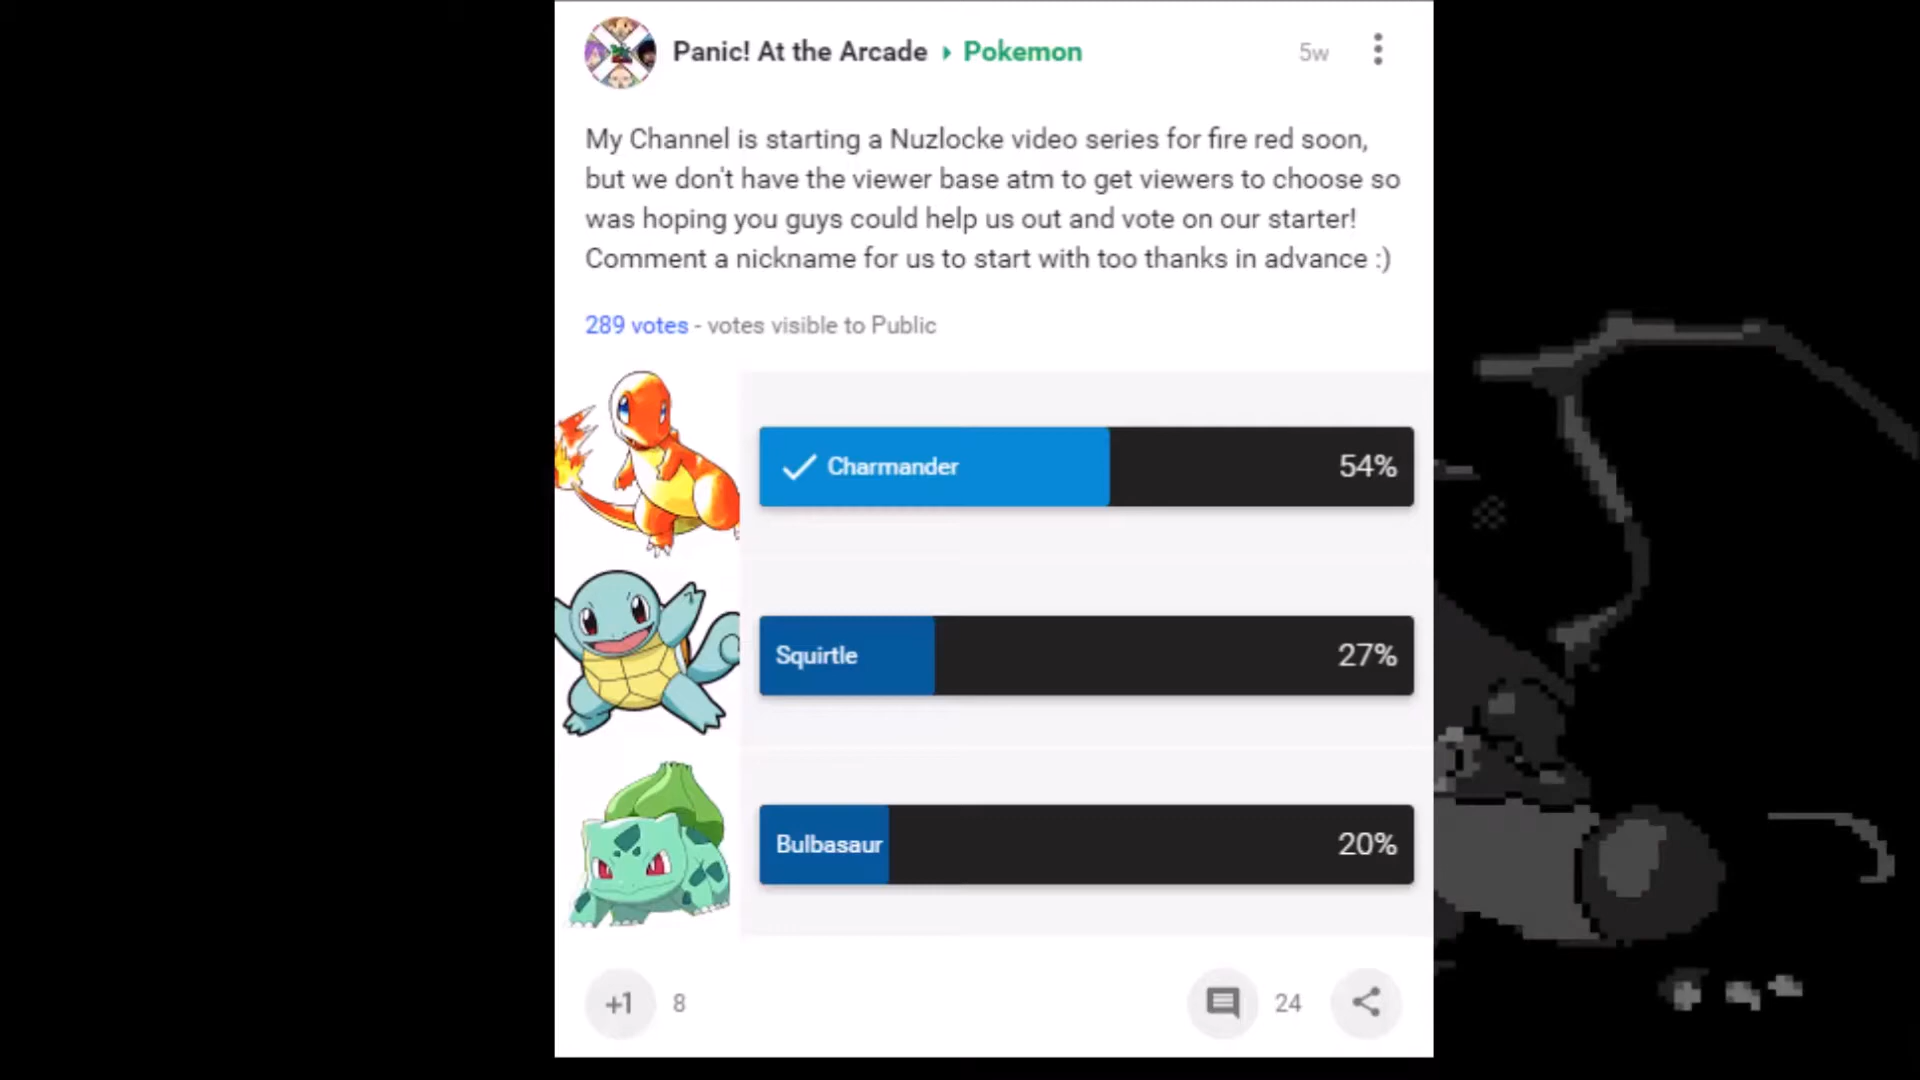 Panic! At the Arcade Pokemon 5w
My Channel is starting a Nuzlocke video series for fire red soon,
but we don't have the viewer base atm to get viewers to choose so
was hoping you guys could help us out and vote on our starter!
Comment a nickname for us to start with too thanks in advance :)
289 votes - votes visible to Public
Charmander 54%
Squirtle 27%
Bulbasaur 20%
+1 8 24